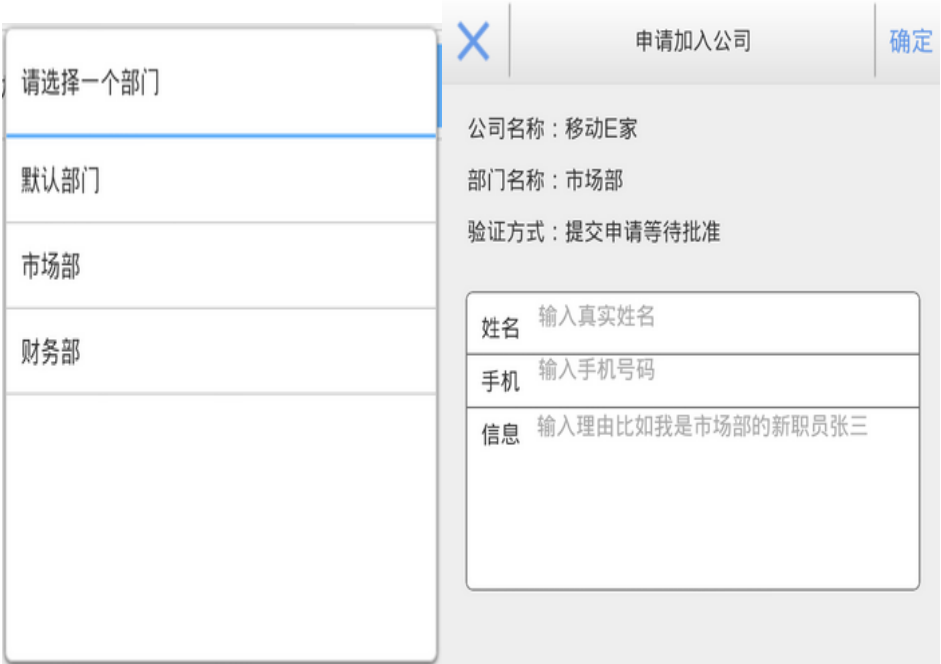 请选择一个部门
默认部门
市场部
财务部
申请加入公司
确定
公司名称：移动E家
部门名称：市场部
验证方式：提交申请等待批准
姓名 输入真实姓名
手机 输入手机号码
信息 输入理由比如我是市场部的新职员张三